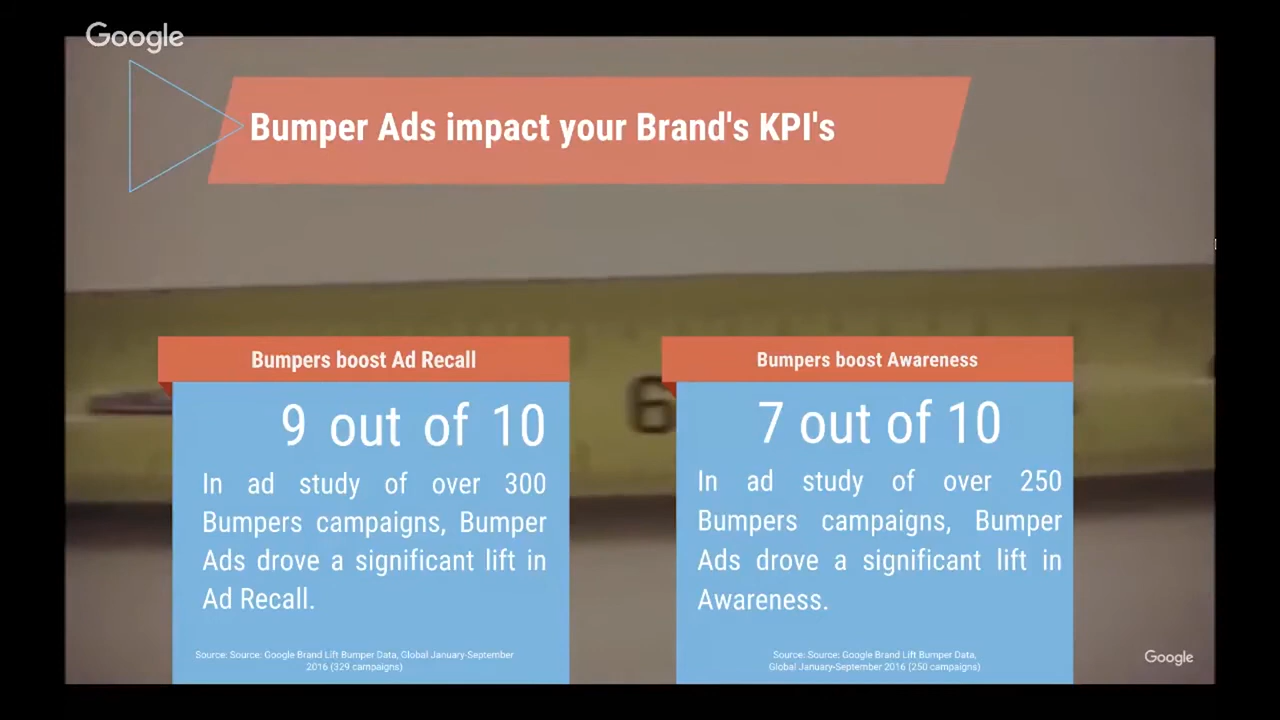 Google
Bumper Ads impact your Brand's KPI's
Bumpers boost Ad Recall
9 out of 10
In ad study of over 300
Bumpers campaigns, Bumper
Ads drove a significant lift in
Ad Recall.
Source: Source: Google Brand Lift Bumper Data, Global January-September
2016 (329 campaigns)
6
Bumpers boost Awareness
7 out of 10
In ad study of over 250
Bumpers campaigns, Bumper
Ads drove a significant lift in
Awareness.
Source: Source: Google Brand Lift Bumper Data,
Global January-September 2016 (250 campaigns)
Google